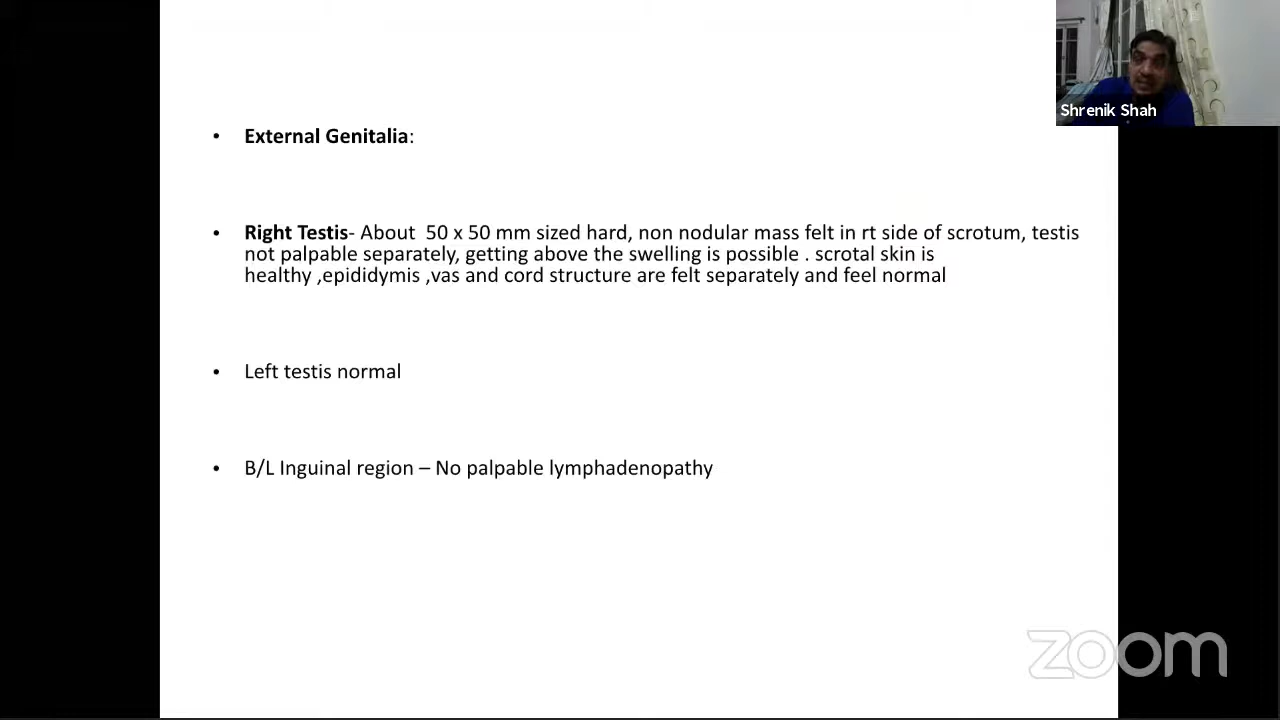 Shrenik Shah
• External Genitalia:
• Right Testis- About 50 x 50 mm sized hard, non nodular mass felt in rt side of scrotum, testis
not palpable separately, getting above the swelling is possible . scrotal skin is
healthy ,epididymis ,vas and cord structure are felt separately and feel normal
• Left testis normal
• B/L Inguinal region – No palpable lymphadenopathy
zoom